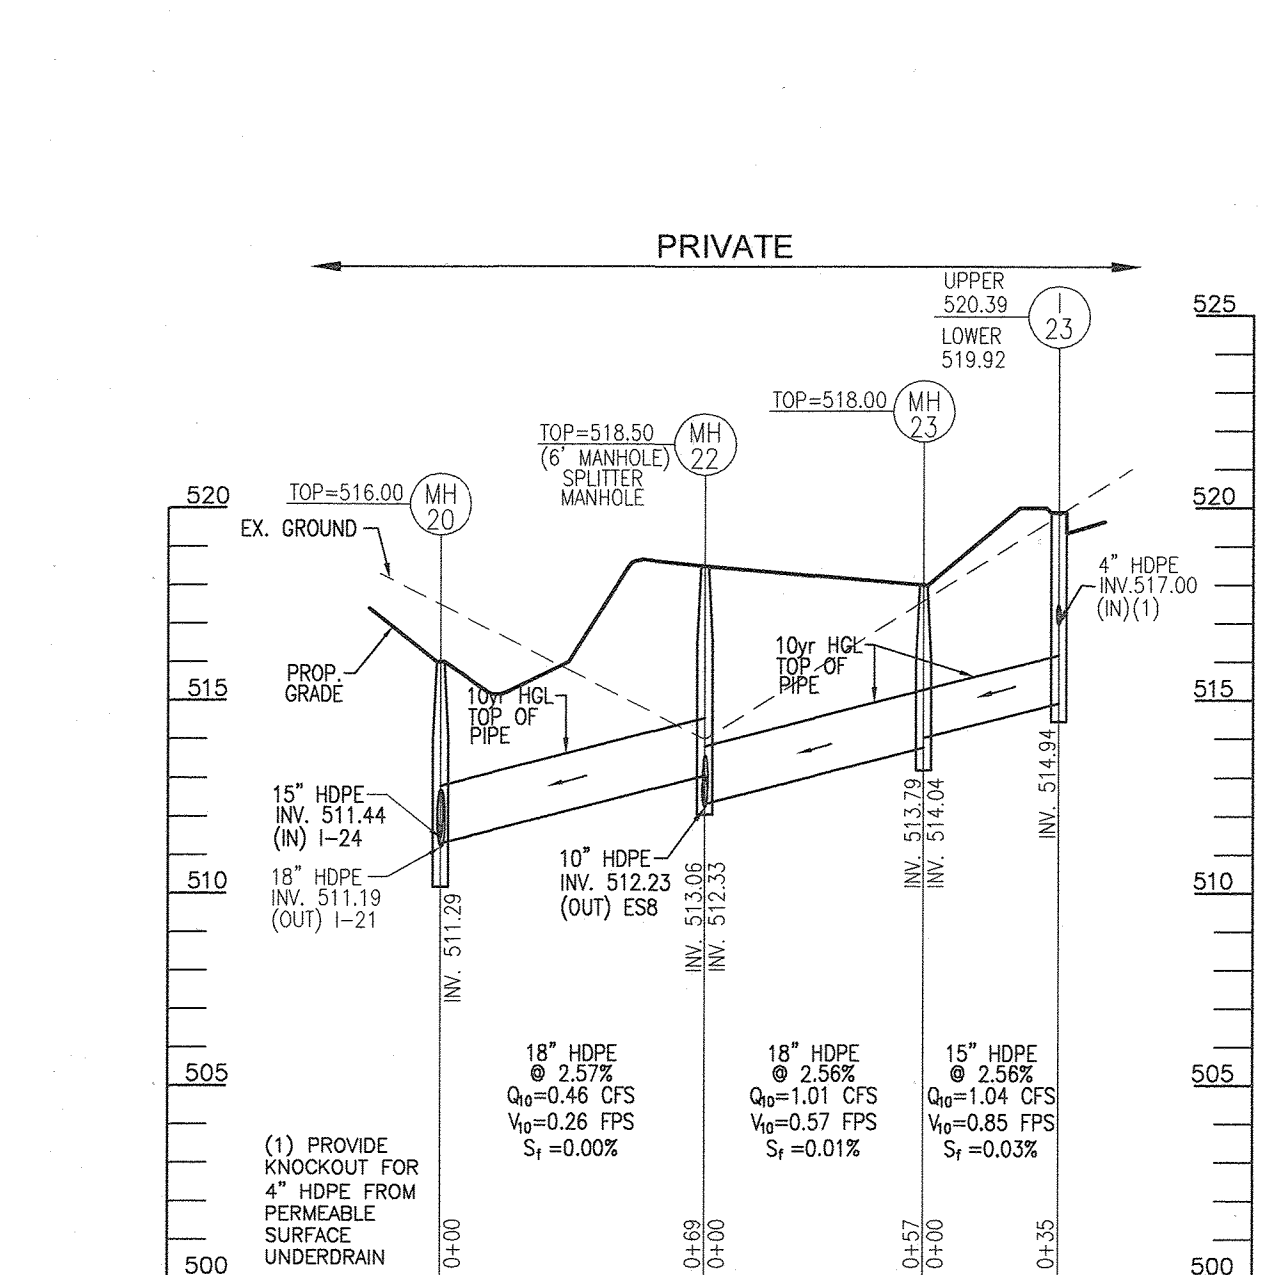 PRIVATE
UPPER
520.39
LOWER
519.92
I
23
525
TOP=518.00
MH
23
TOP=518.50
(6' MANHOLE)
SPLITTER
MANHOLE
MH
22
TOP=516.00
MH
20
520
520
EX. GROUND
4" HDPE
INV.517.00
(IN)(1)
10yr HGL
TOP OF
PIPE
PROP.
GRADE
515
515
10yr HGL
TOP OF
PIPE
INV. 514.94
INV. 513.79
INV. 514.04
15" HDPE
INV. 511.44
(IN) I-24
18" HDPE
INV. 511.19
(OUT) I-21
10" HDPE
INV. 512.23
(OUT) ES8
510
510
INV. 511.29
INV. 513.06
INV. 512.33
18" HDPE
@ 2.57%
Q10=0.46 CFS
V10=0.26 FPS
Sf=0.00%
18" HDPE
@ 2.56%
Q10=1.01 CFS
V10=0.57 FPS
Sf=0.01%
15" HDPE
@ 2.56%
Q10=1.04 CFS
V10=0.85 FPS
Sf=0.03%
505
505
(1) PROVIDE
KNOCKOUT FOR
4" HDPE FROM
PERMEABLE
SURFACE
UNDERDRAIN
0+00
0+69
0+00
0+57
0+00
0+35
500
500